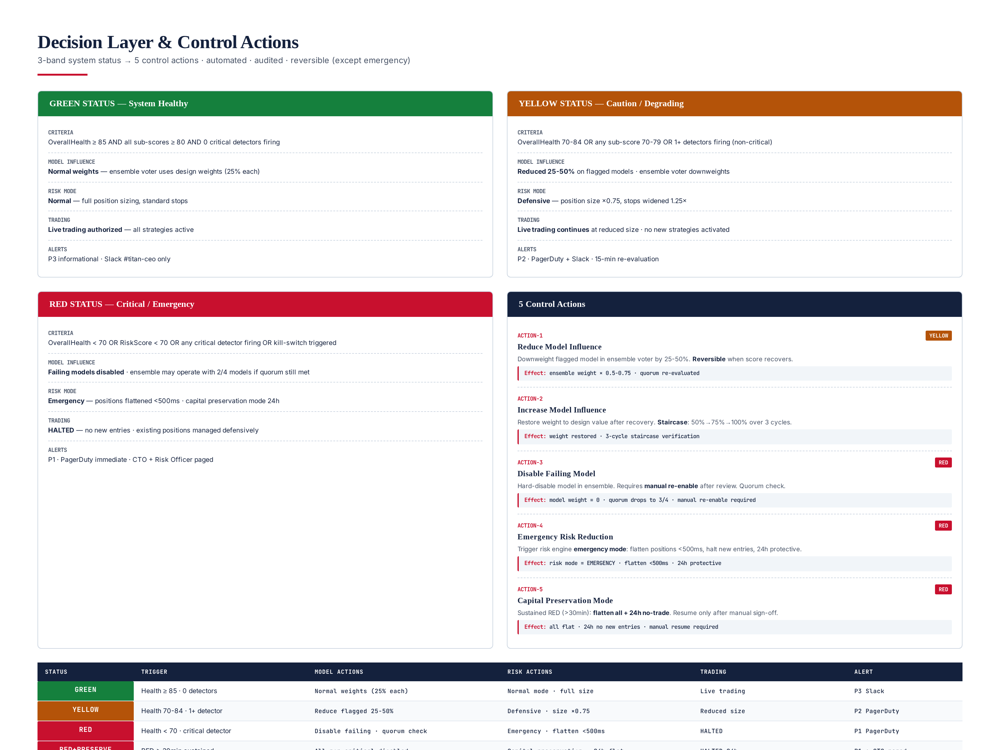 Decision Layer & Control Actions
3-band system status → 5 control actions · automated · audited · reversible (except emergency)
GREEN STATUS — System Healthy
CRITERIA
OverallHealth ≥ 85 AND all sub-scores ≥ 80 AND 0 critical detectors firing
MODEL INFLUENCE
Normal weights — ensemble voter uses design weights (25% each)
RISK MODE
Normal — full position sizing, standard stops
TRADING
Live trading authorized — all strategies active
ALERTS
P3 informational · Slack #titan-ceo only
YELLOW STATUS — Caution / Degrading
CRITERIA
OverallHealth 70-84 OR any sub-score 70-79 OR 1+ detectors firing (non-critical)
MODEL INFLUENCE
Reduced 25-50% on flagged models · ensemble voter downweights
RISK MODE
Defensive — position size ×0.75, stops widened 1.25×
TRADING
Live trading continues at reduced size · no new strategies activated
ALERTS
P2 · PagerDuty + Slack · 15-min re-evaluation
RED STATUS — Critical / Emergency
CRITERIA
OverallHealth < 70 OR RiskScore < 70 OR any critical detector firing OR kill-switch triggered
MODEL INFLUENCE
Failing models disabled · ensemble may operate with 2/4 models if quorum still met
RISK MODE
Emergency — positions flattened <500ms · capital preservation mode 24h
TRADING
HALTED — no new entries · existing positions managed defensively
ALERTS
P1 · PagerDuty immediate · CTO + Risk Officer paged
5 Control Actions
ACTION-1 YELLOW
Reduce Model Influence
Downweight flagged model in ensemble voter by 25-50%. Reversible when score recovers.
Effect: ensemble weight × 0.5-0.75 · quorum re-evaluated
ACTION-2
Increase Model Influence
Restore weight to design value after recovery. Staircase: 50%→75%→100% over 3 cycles.
Effect: weight restored · 3-cycle staircase verification
ACTION-3 RED
Disable Failing Model
Hard-disable model in ensemble. Requires manual re-enable after review. Quorum check.
Effect: model weight = 0 · quorum drops to 3/4 · manual re-enable required
ACTION-4 RED
Emergency Risk Reduction
Trigger risk engine emergency mode: flatten positions <500ms, halt new entries, 24h protective.
Effect: risk mode = EMERGENCY · flatten <500ms · 24h protective
ACTION-5 RED
Capital Preservation Mode
Sustained RED (>30min): flatten all + 24h no-trade. Resume only after manual sign-off.
Effect: all flat · 24h no new entries · manual resume required
STATUS TRIGGER MODEL ACTIONS RISK ACTIONS TRADING ALERT
GREEN Health ≥ 85 · 0 detectors Normal weights (25% each) Normal mode · full size Live trading P3 Slack
YELLOW Health 70-84 · 1+ detector Reduce flagged 25-50% Defensive · size ×0.75 Reduced size P2 PagerDuty
RED Health < 70 · critical detector Disable failing · quorum check Emergency · flatten <500ms HALTED P1 PagerDuty
RED+PRESERVE